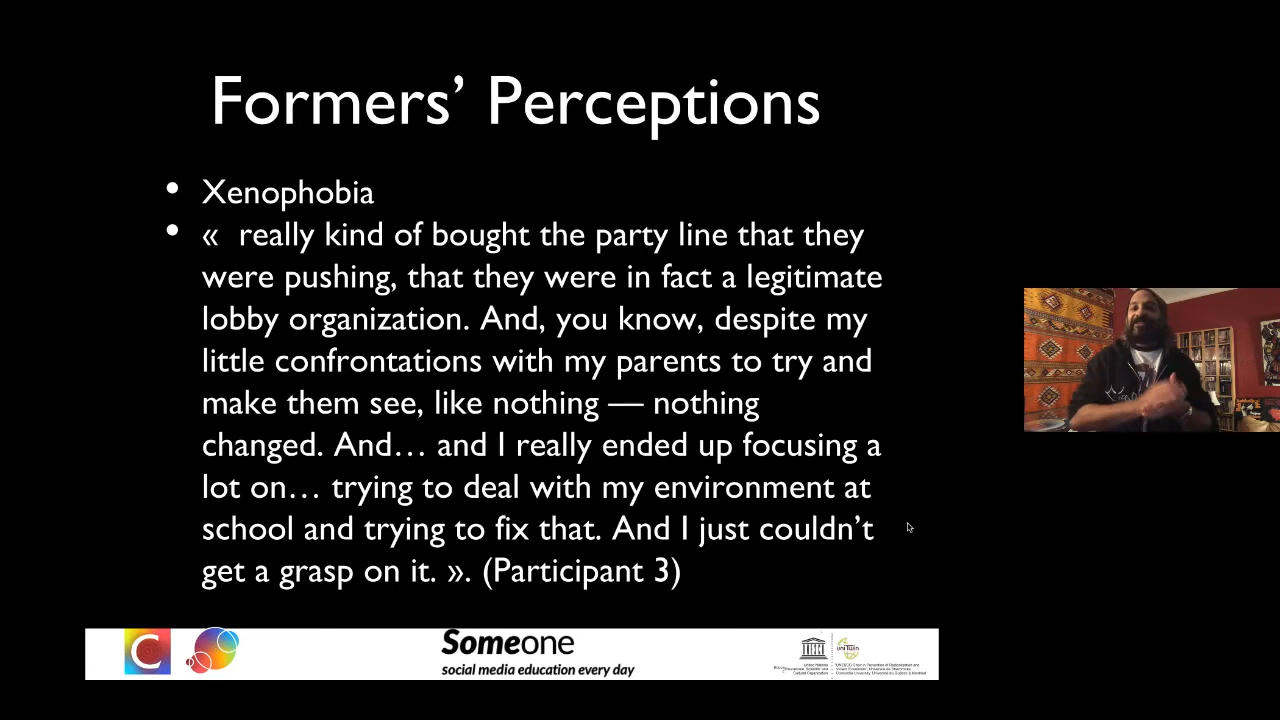 Formers’ Perceptions
• Xenophobia
• «  really kind of bought the party line that they
were pushing, that they were in fact a legitimate
lobby organization. And, you know, despite my
little confrontations with my parents to try and
make them see, like nothing — nothing
changed. And… and I really ended up focusing a
lot on… trying to deal with my environment at
school and trying to fix that. And I just couldn’t
get a grasp on it. ». (Participant 3)
C
Someone
social media education every day
uniTwin